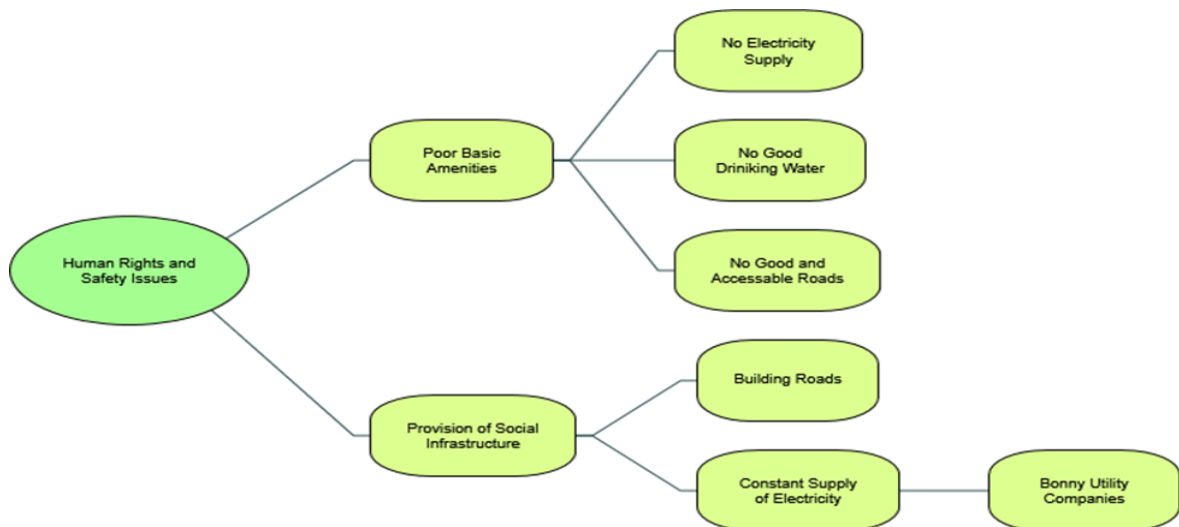 No Electricity
Supply
Poor Basic
Amenities
No Good
Driniking Water
Human Rights and
Safety Issues
No Good and
Accessable Roads
Building Roads
Provision of Social
Infrastructure
Constant Supply
of Electricity
Bonny Utility
Companies